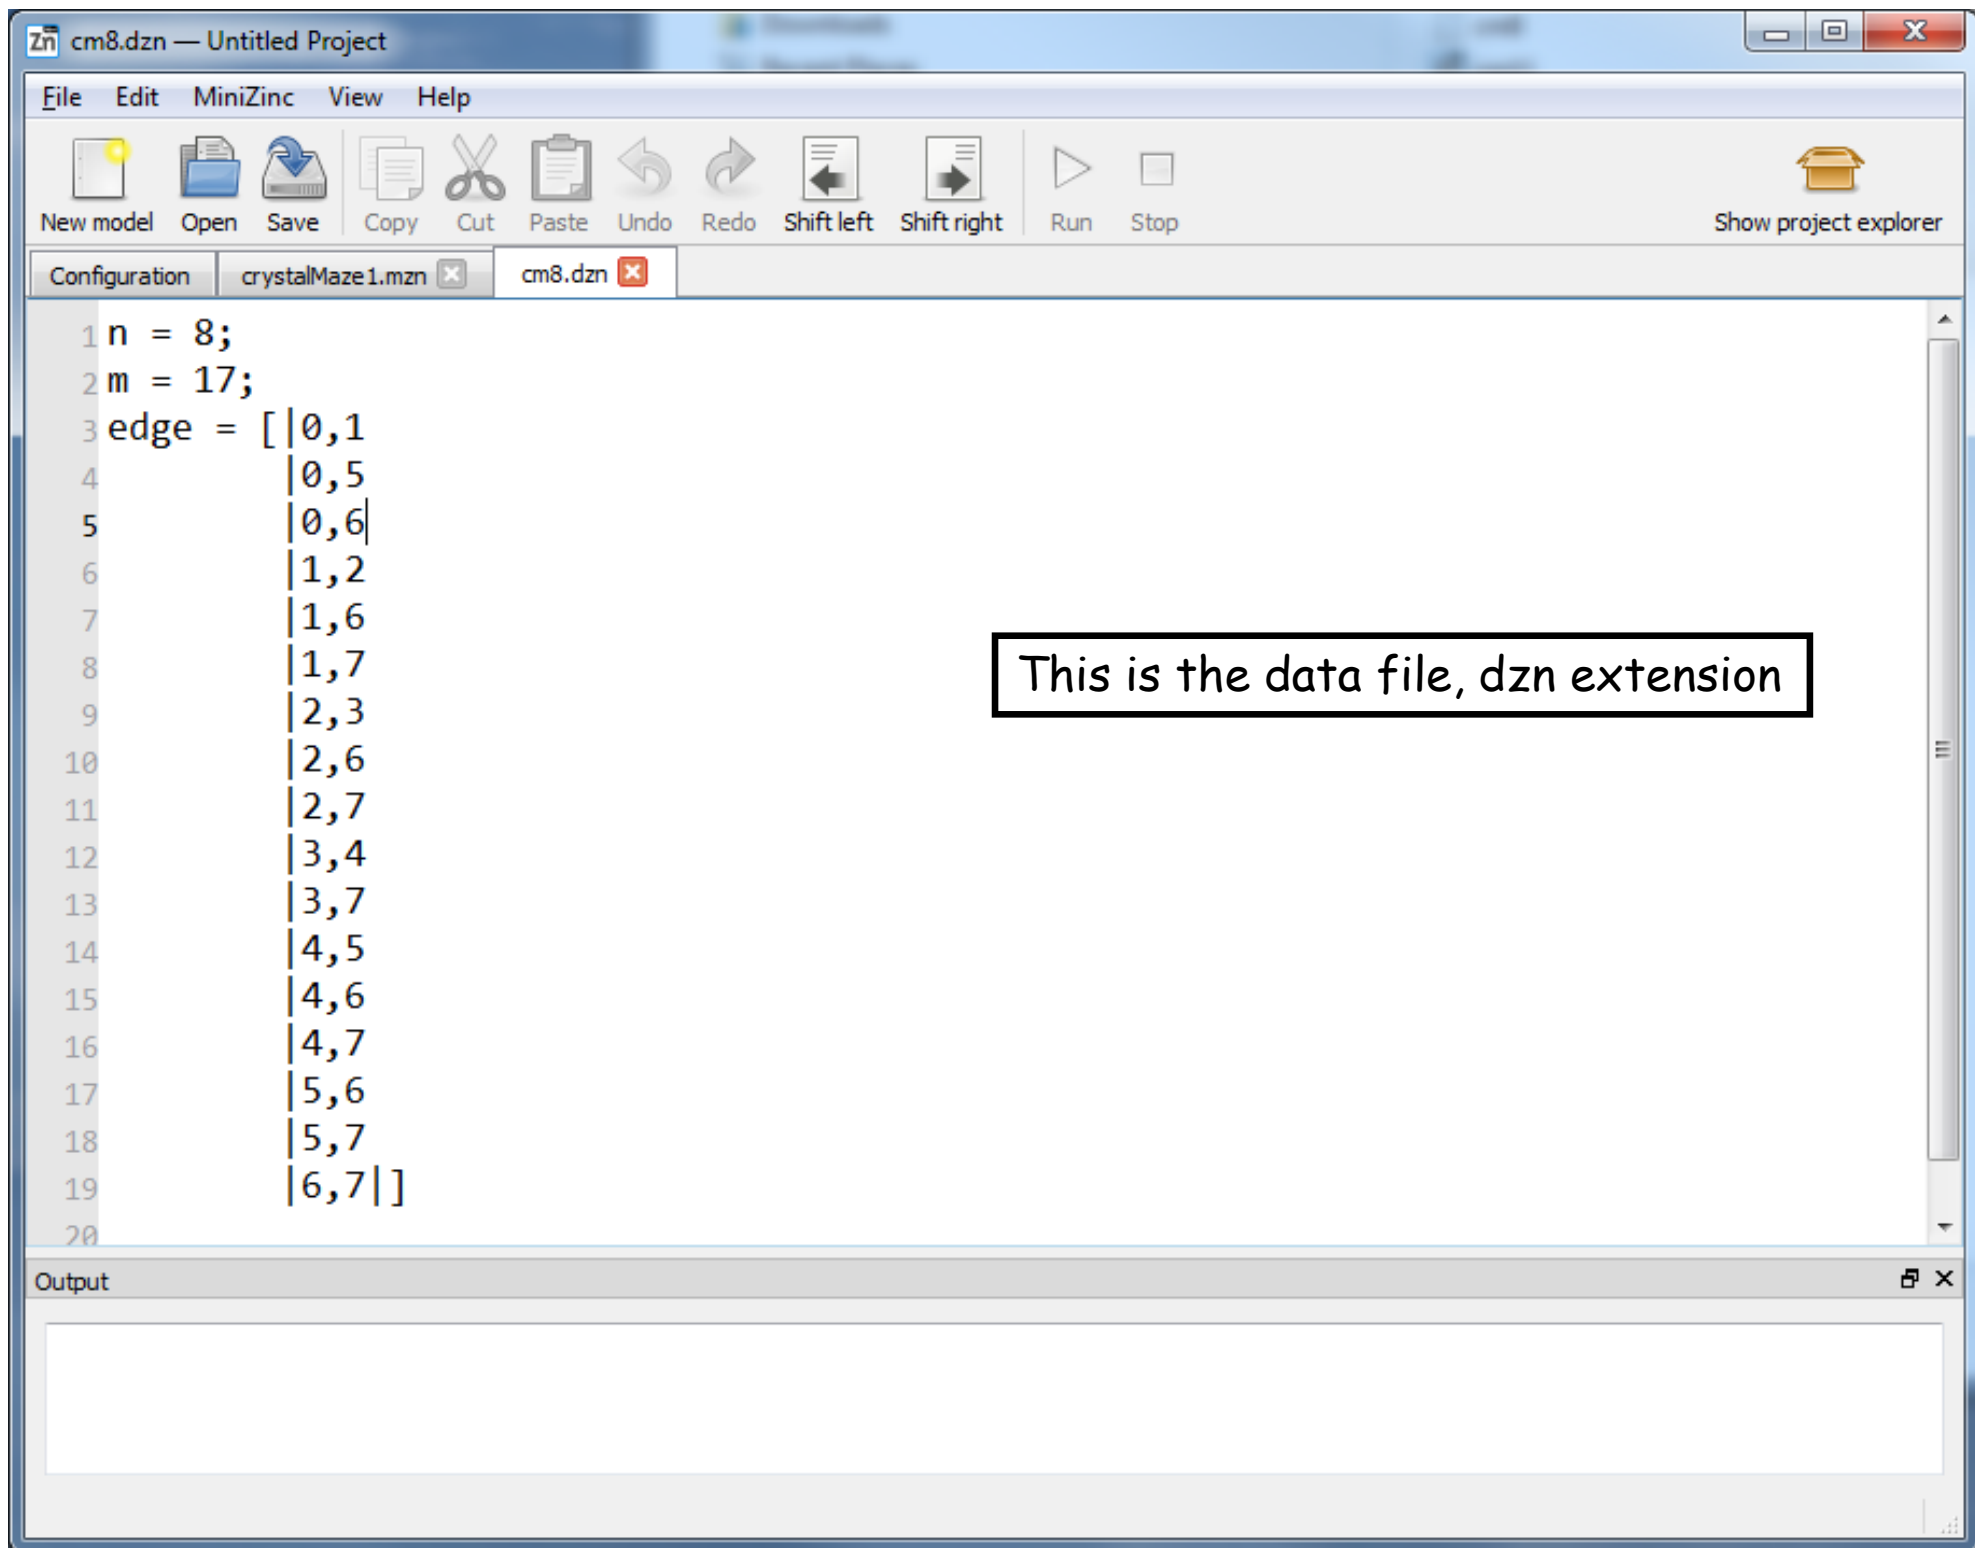 Zn cm8.dzn — Untitled Project
File Edit MiniZinc View Help
New model Open Save Copy Cut Paste Undo Redo Shift left Shift right Run Stop Show project explorer
Configuration crystalMaze1.mzn cm8.dzn
1 n = 8;
2 m = 17;
3 edge = [|0,1
4 |0,5
5 |0,6
6 |1,2
7 |1,6
8 |1,7
This is the data file, dzn extension
9 |2,3
10 |2,6
11 |2,7
12 |3,4
13 |3,7
14 |4,5
15 |4,6
16 |4,7
17 |5,6
18 |5,7
19 |6,7|]
20
Output